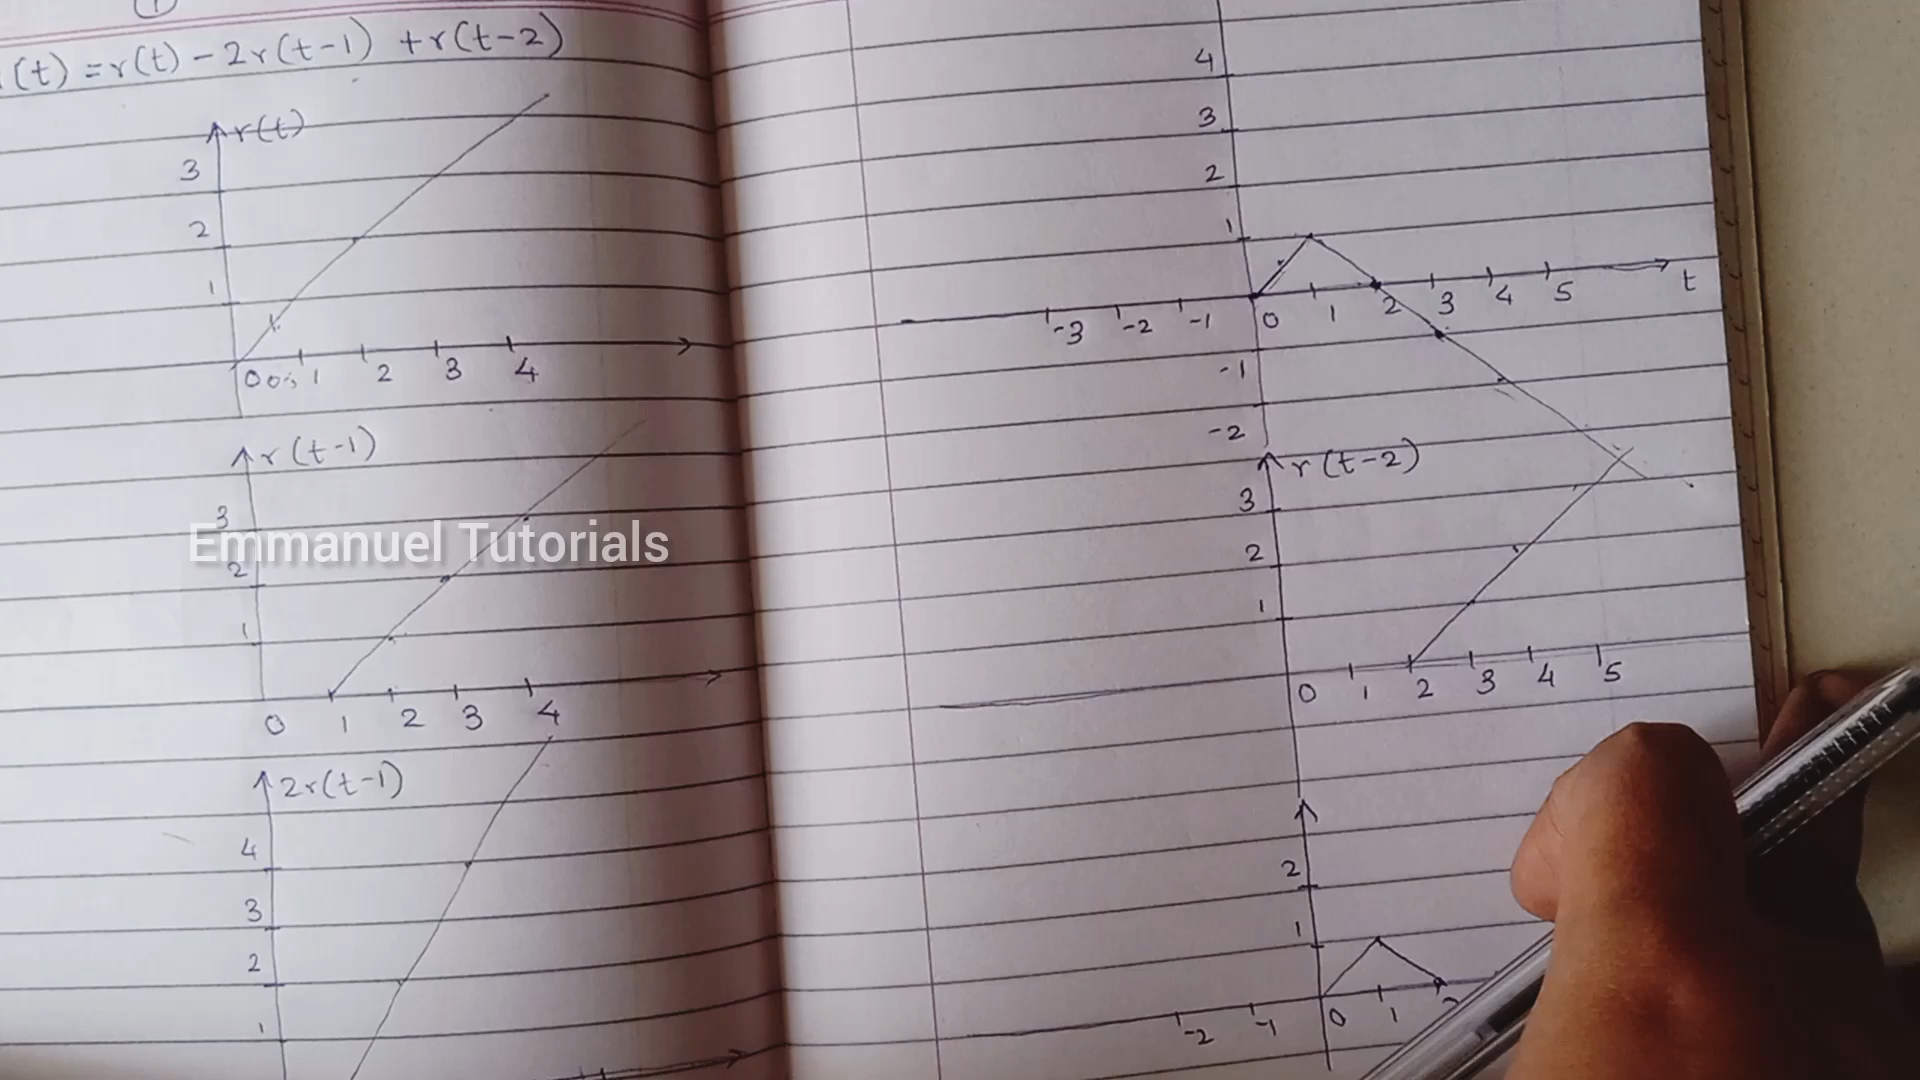 (t) = r(t) - 2r(t-1) + r(t-2)
r(t)
3
2
1
0 0.5 1 2 3 4
r(t-1)
3
2
1
0 1 2 3 4
2r(t-1)
4
3
2
1
Emmanuel Tutorials
4
3
2
1
-3 -2 -1 0 1 2 3 4 5 t
-1
-2
r(t-2)
3
2
1
0 1 2 3 4 5
2
1
-2 -1 0 1